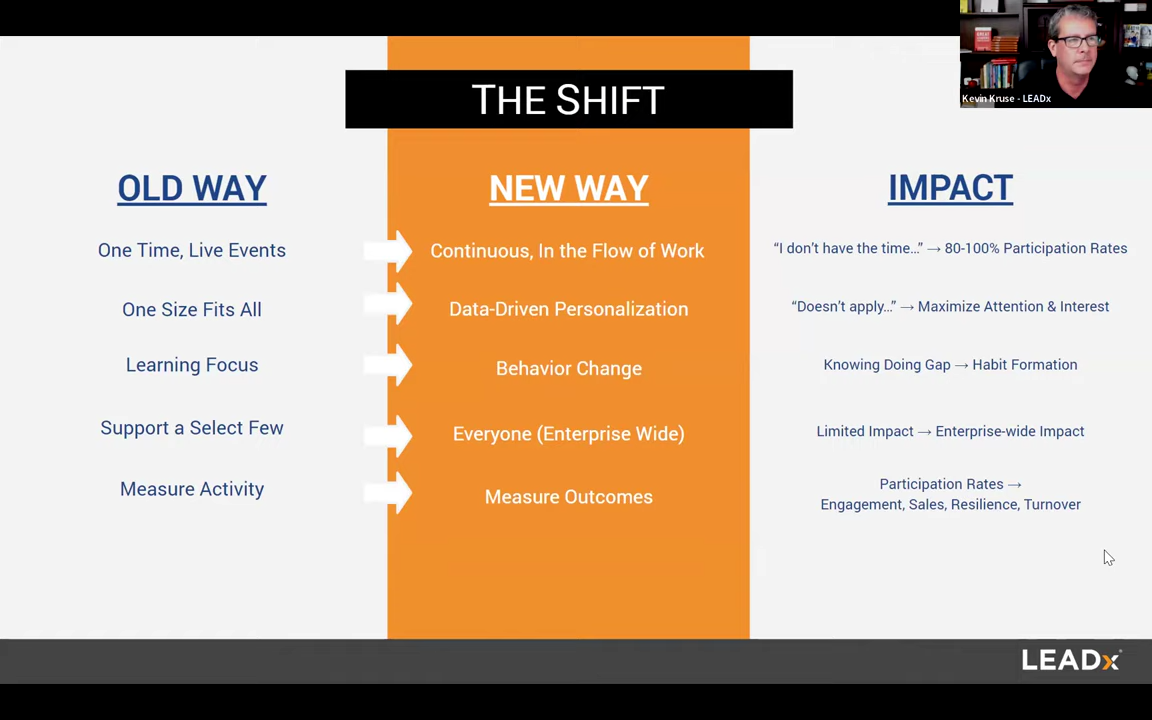 THE SHIFT
Kevin Kruse - LEADx
OLD WAY
NEW WAY
IMPACT
One Time, Live Events
Continuous, In the Flow of Work
“I don’t have the time…” → 80-100% Participation Rates
One Size Fits All
Data-Driven Personalization
“Doesn’t apply…” → Maximize Attention & Interest
Learning Focus
Behavior Change
Knowing Doing Gap → Habit Formation
Support a Select Few
Everyone (Enterprise Wide)
Limited Impact → Enterprise-wide Impact
Measure Activity
Measure Outcomes
Participation Rates →
Engagement, Sales, Resilience, Turnover
LEADx